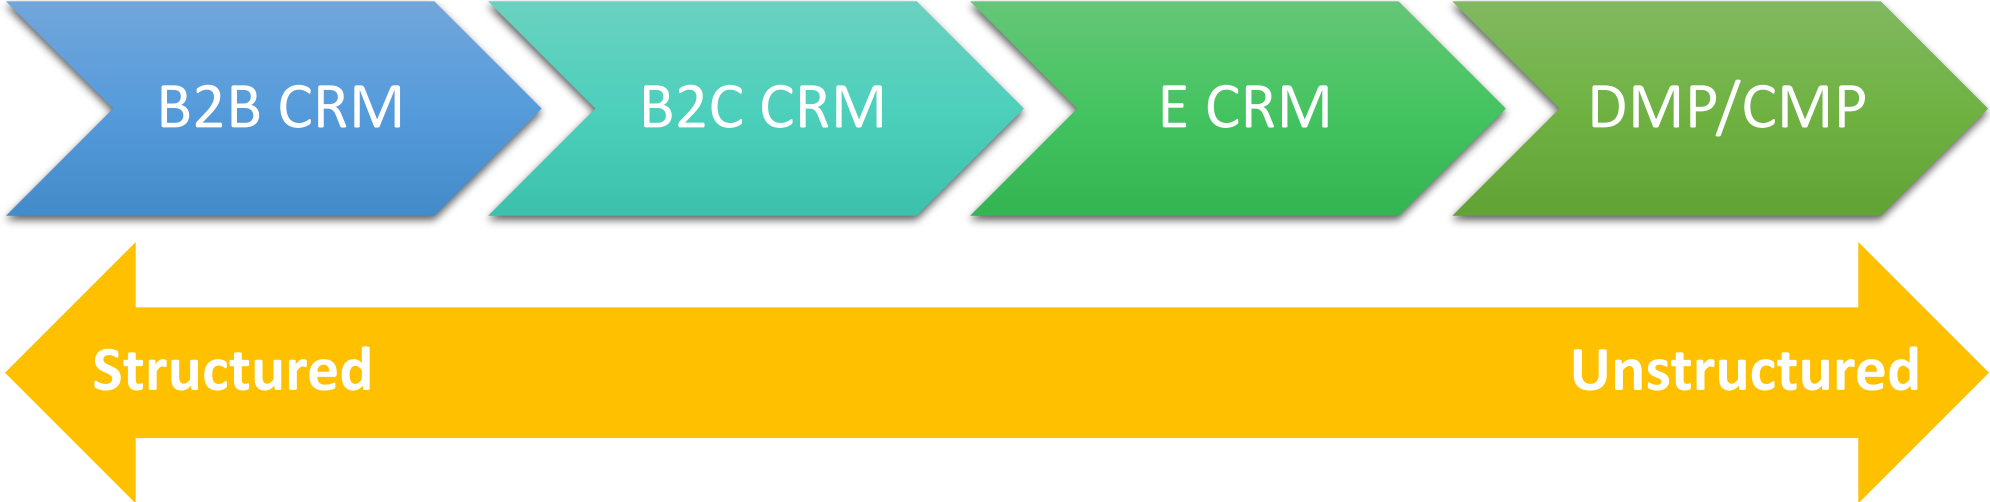 B2B CRM
B2C CRM
E CRM
DMP/CMP
Structured
Unstructured